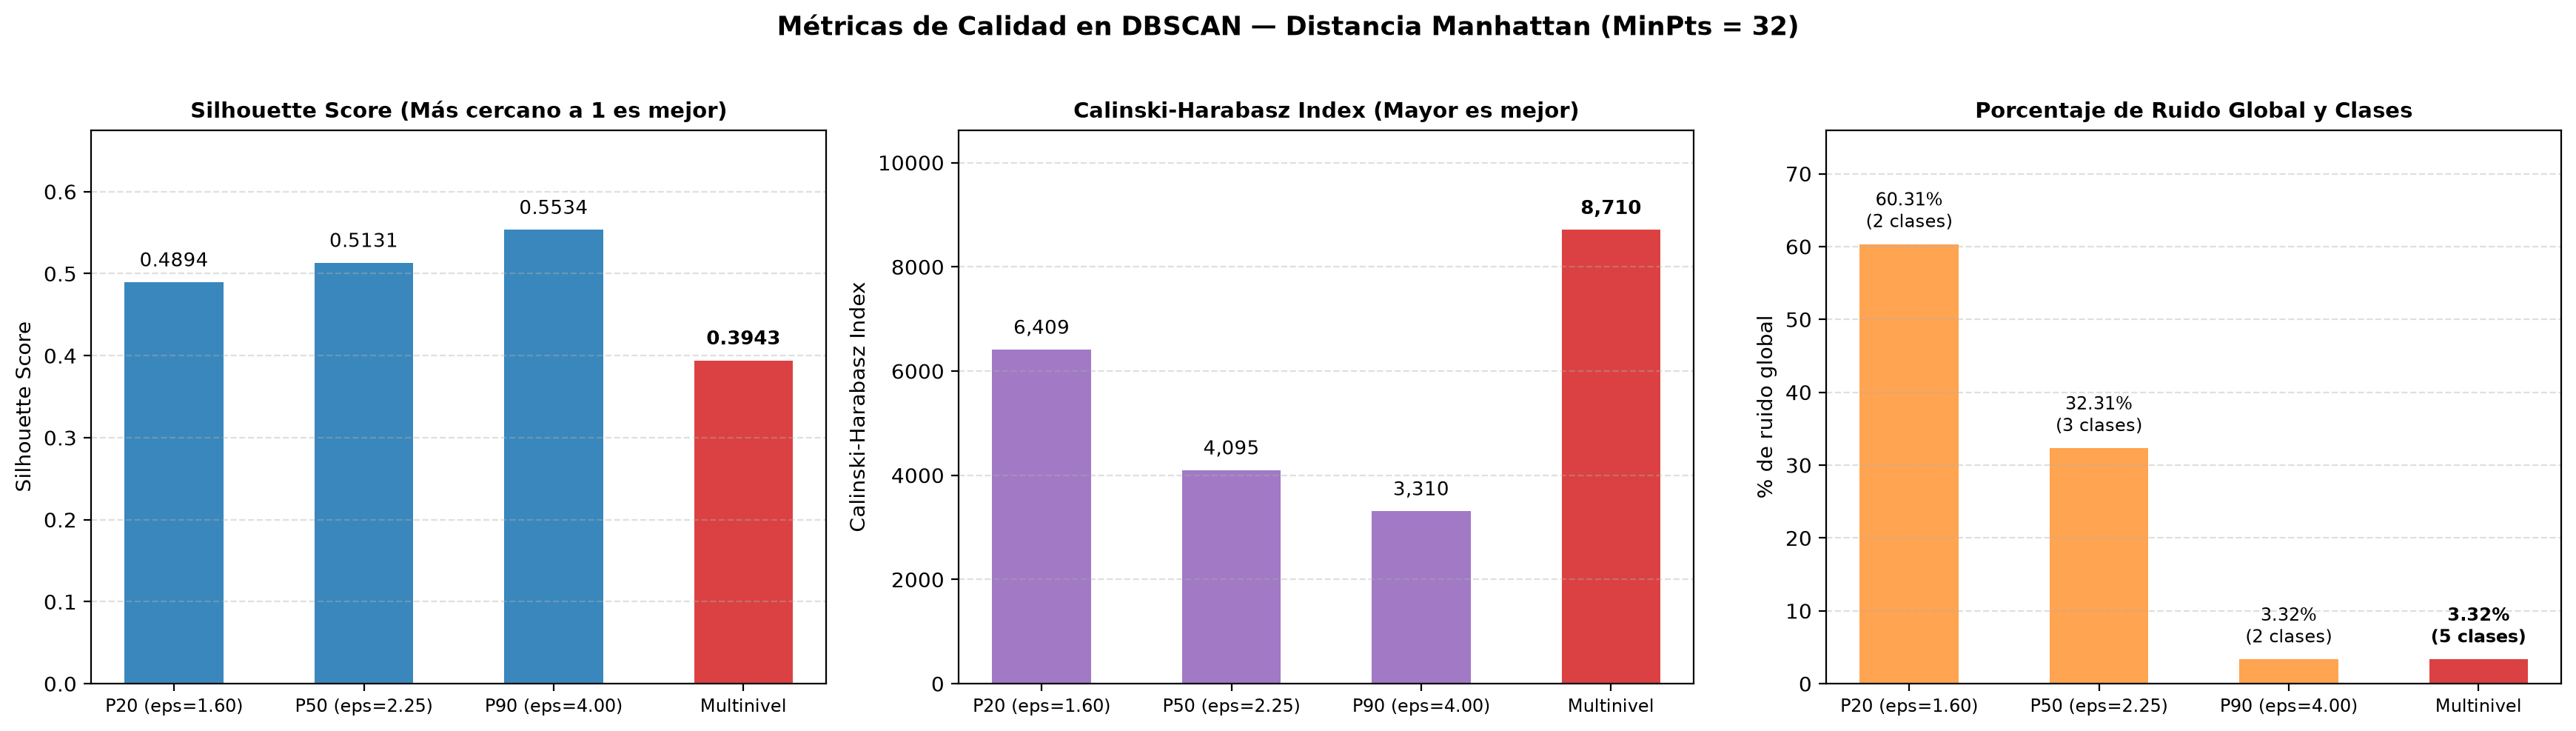 Métricas de Calidad en DBSCAN — Distancia Manhattan (MinPts = 32)
Silhouette Score (Más cercano a 1 es mejor)
Silhouette Score
0.6
0.5
0.4
0.3
0.2
0.1
0.0
0.4894
0.5131
0.5534
0.3943
P20 (eps=1.60)
P50 (eps=2.25)
P90 (eps=4.00)
Multinivel
Calinski-Harabasz Index (Mayor es mejor)
Calinski-Harabasz Index
10000
8000
6000
4000
2000
0
6,409
4,095
3,310
8,710
P20 (eps=1.60)
P50 (eps=2.25)
P90 (eps=4.00)
Multinivel
Porcentaje de Ruido Global y Clases
% de ruido global
70
60
50
40
30
20
10
0
60.31%
(2 clases)
32.31%
(3 clases)
3.32%
(2 clases)
3.32%
(5 clases)
P20 (eps=1.60)
P50 (eps=2.25)
P90 (eps=4.00)
Multinivel